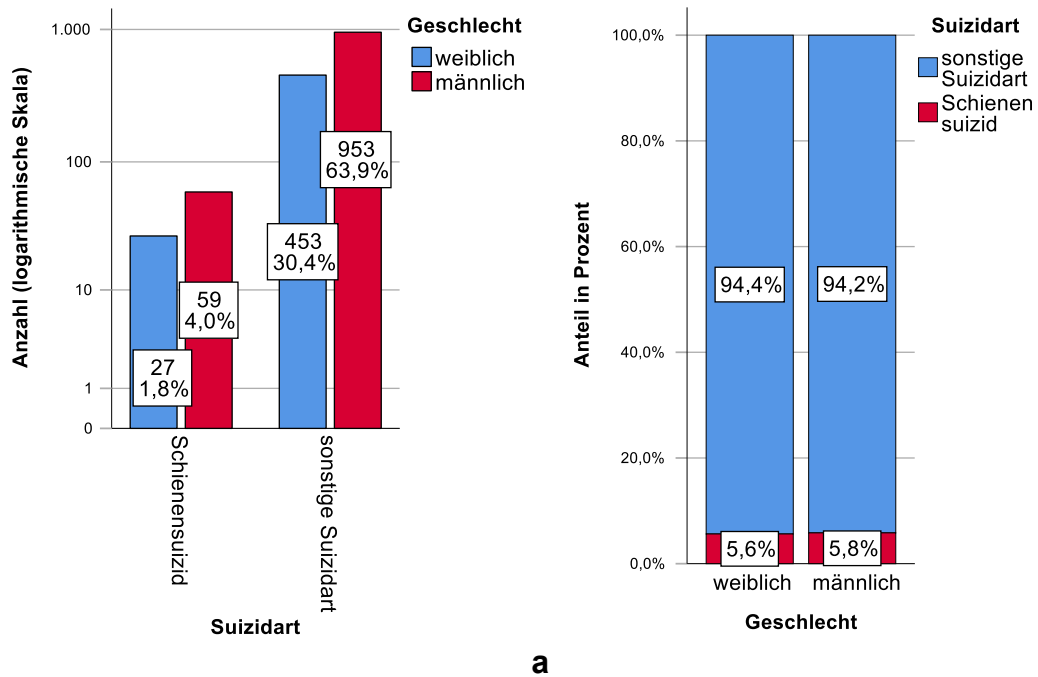 Anzahl (logarithmische Skala)
1.000
100
10
1
0
27
1,8%
59
4,0%
453
30,4%
953
63,9%
Schienensuizid
sonstige Suizidart
Suizidart
Geschlecht
weiblich
männlich
Anteil in Prozent
100,0%
80,0%
60,0%
40,0%
20,0%
0,0%
94,4%
94,2%
5,6%
5,8%
weiblich
männlich
Geschlecht
Suizidart
sonstige
Suizidart
Schienen
suizid
a